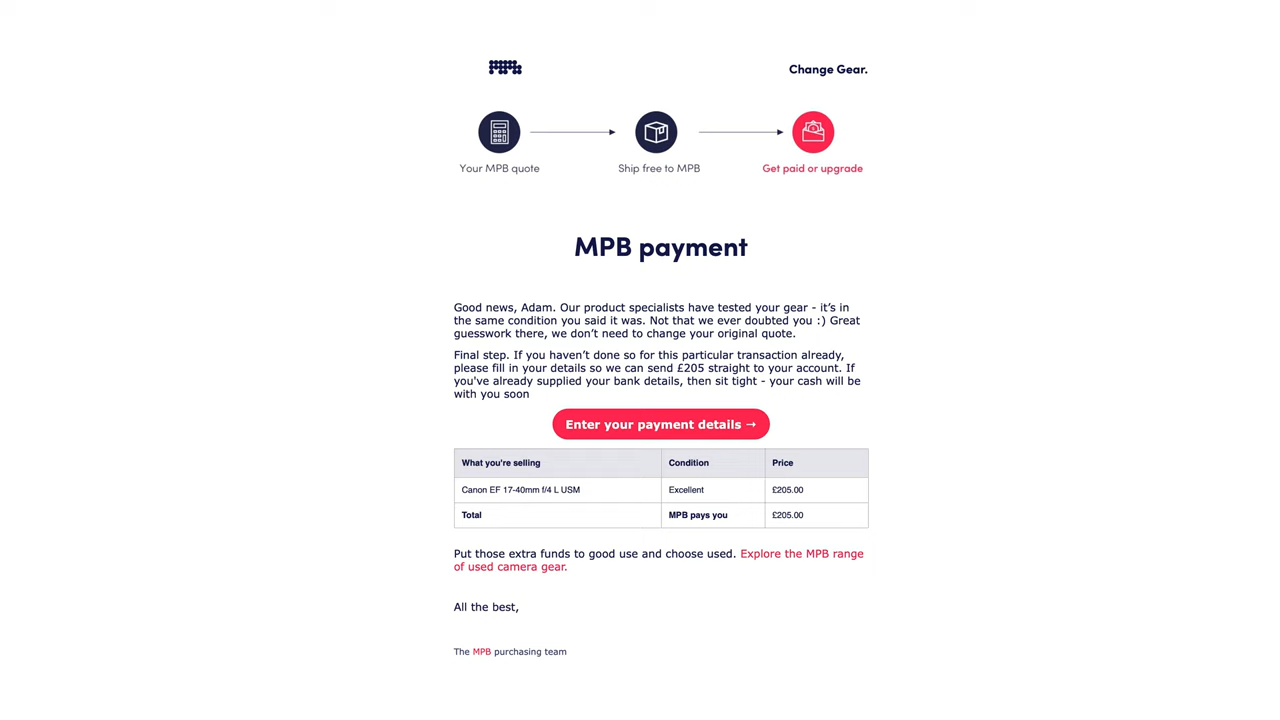 mpb
Change Gear.
Your MPB quote
Ship free to MPB
Get paid or upgrade
MPB payment
Good news, Adam. Our product specialists have tested your gear - it’s in
the same condition you said it was. Not that we ever doubted you :) Great
guesswork there, we don’t need to change your original quote.
Final step. If you haven’t done so for this particular transaction already,
please fill in your details so we can send £205 straight to your account. If
you've already supplied your bank details, then sit tight - your cash will be
with you soon
Enter your payment details →
What you're selling Condition Price
Canon EF 17-40mm f/4 L USM Excellent £205.00
Total MPB pays you £205.00
Put those extra funds to good use and choose used. Explore the MPB range
of used camera gear.
All the best,
The MPB purchasing team